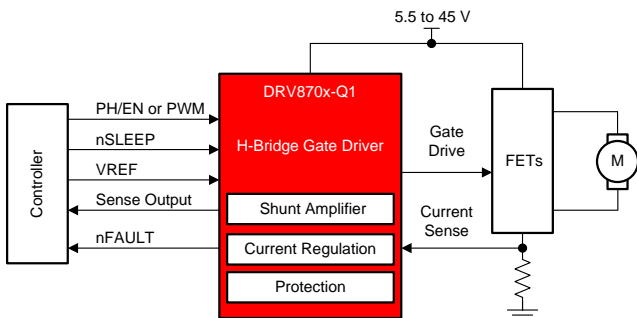 5.5 to 45 V
DRV870x-Q1
H-Bridge Gate Driver
Controller
PH/EN or PWM
nSLEEP
VREF
Sense Output
nFAULT
Shunt Amplifier
Current Regulation
Protection
Gate
Drive
Current
Sense
FETs
M